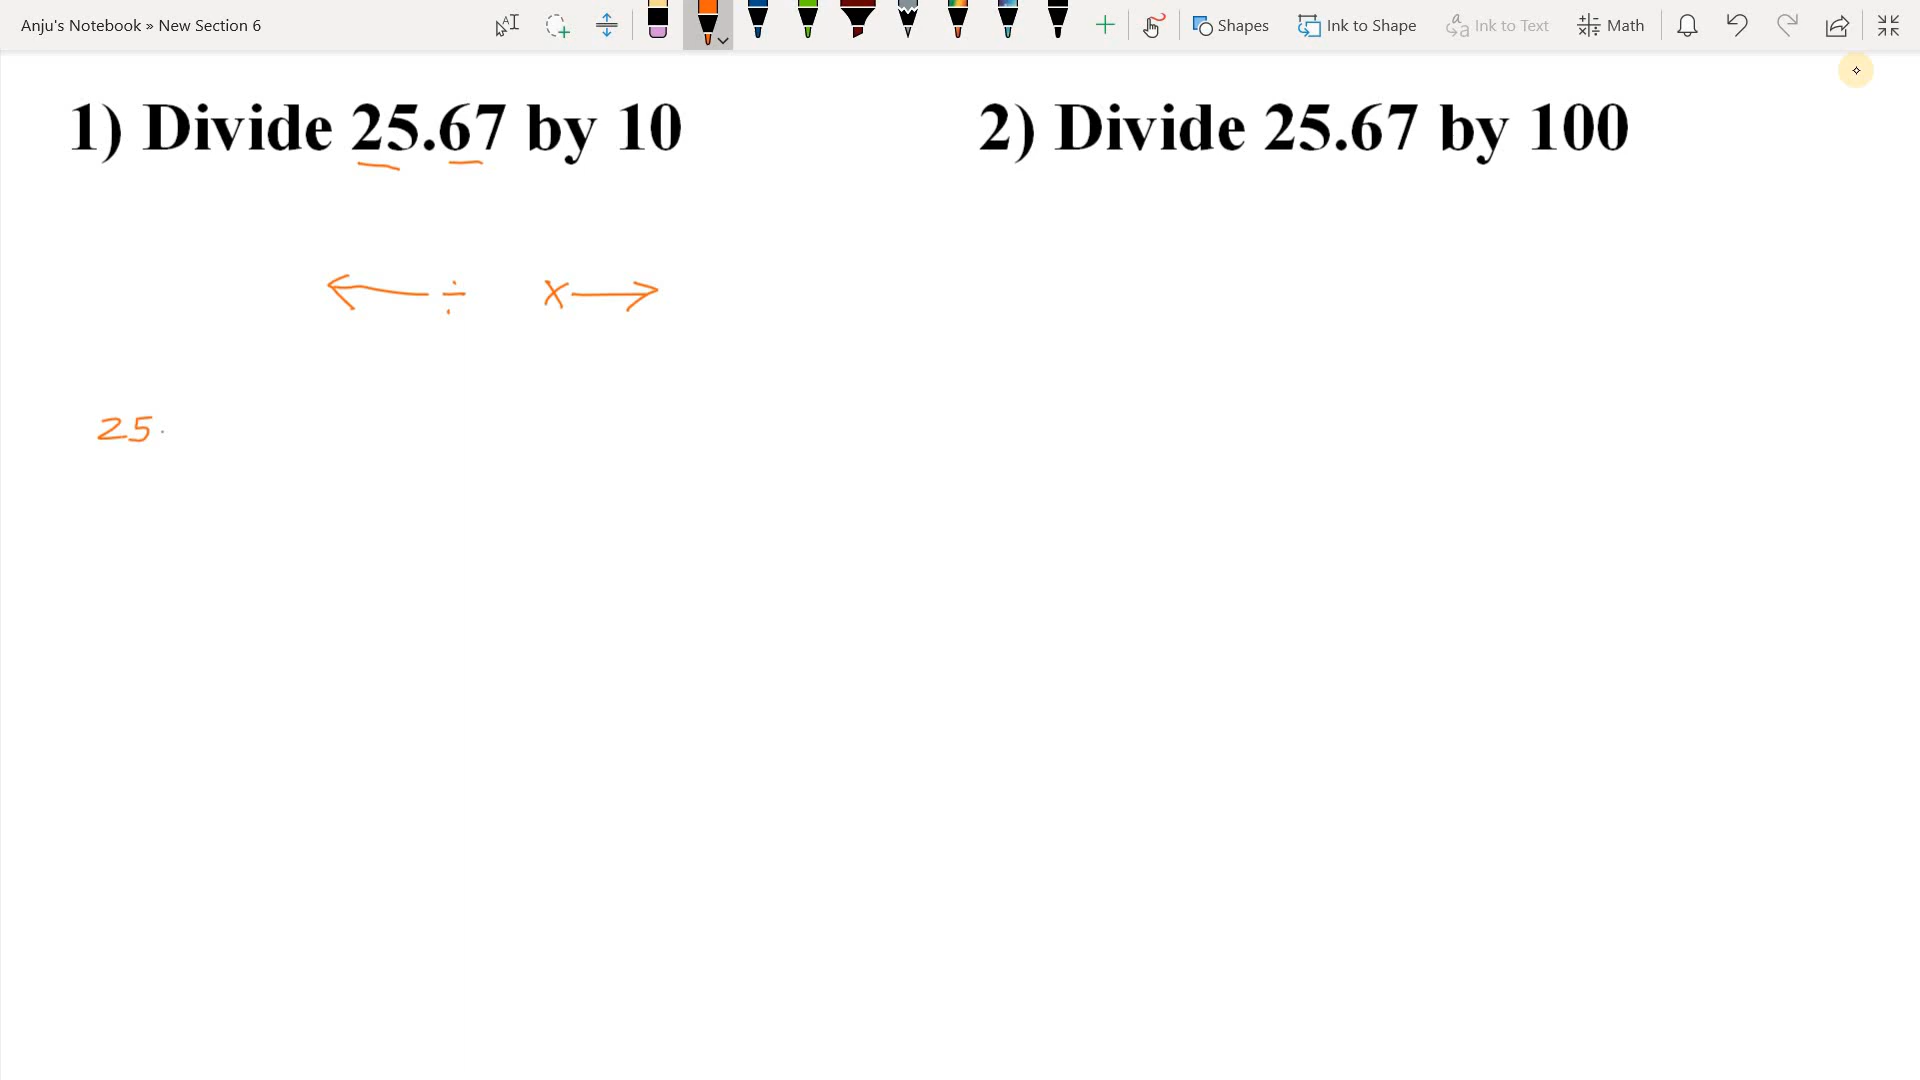 Anju's Notebook » New Section 6
Shapes
Ink to Shape
Ink to Text
Math
1) Divide 25.67 by 10
2) Divide 25.67 by 100
÷ x
25.